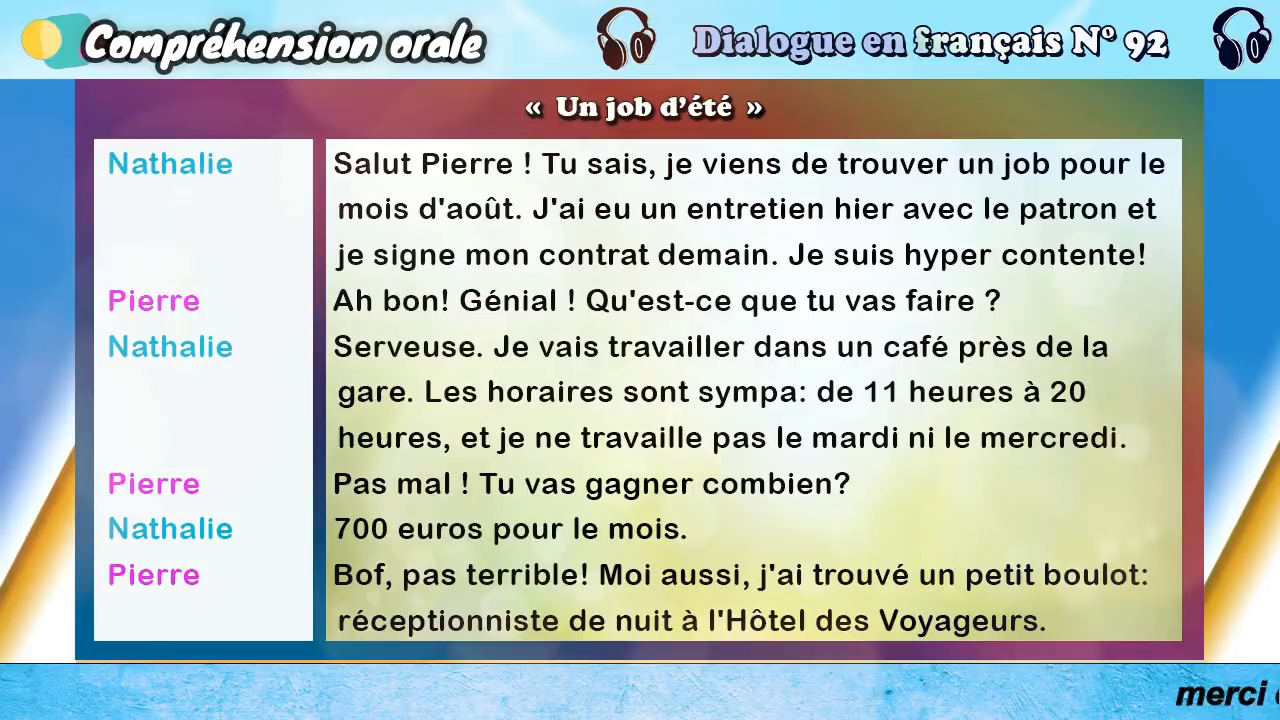 Compréhension orale
Dialogue en français N° 92
« Un job d'été »
Nathalie Salut Pierre ! Tu sais, je viens de trouver un job pour le
mois d'août. J'ai eu un entretien hier avec le patron et
je signe mon contrat demain. Je suis hyper contente!
Pierre Ah bon! Génial ! Qu'est-ce que tu vas faire ?
Nathalie Serveuse. Je vais travailler dans un café près de la
gare. Les horaires sont sympa: de 11 heures à 20
heures, et je ne travaille pas le mardi ni le mercredi.
Pierre Pas mal ! Tu vas gagner combien?
Nathalie 700 euros pour le mois.
Pierre Bof, pas terrible! Moi aussi, j'ai trouvé un petit boulot:
réceptionniste de nuit à l'Hôtel des Voyageurs.
merci